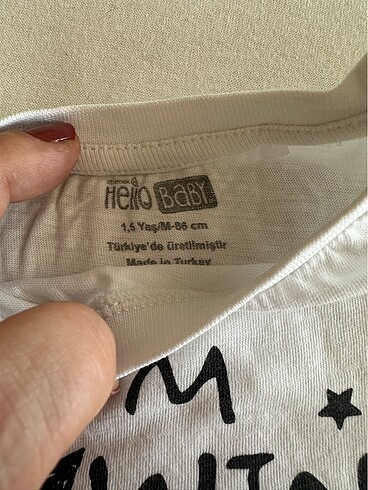 Hello BaBY
1,5 Yaş/M-86 cm
Türkiye'de üretilmiştir
Made in Turkey
M